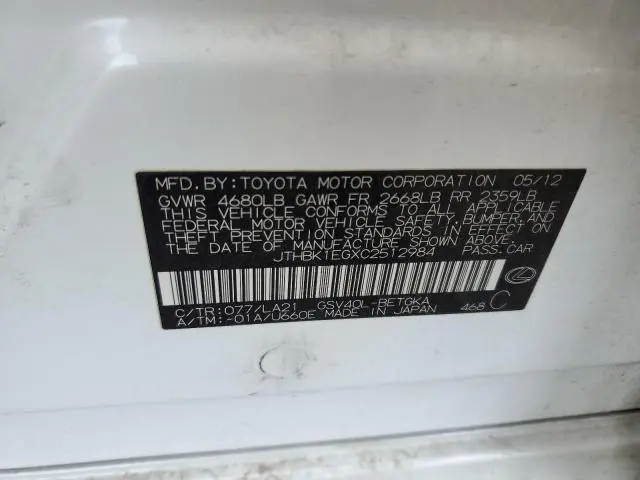 MFD. BY: TOYOTA MOTOR CORPORATION 05/12
GVWR 4680LB GAWR FR 2668LB RR 2359LB
THIS VEHICLE CONFORMS TO ALL APPLICABLE
FEDERAL MOTOR VEHICLE SAFETY, BUMPER, AND
THEFT PREVENTION STANDARDS IN EFFECT ON
THE DATE OF MANUFACTURE SHOWN ABOVE.
JTHBK1EGXC2512984 PASS.CAR
C/TR:077/LA21 GSV40L-BETGKA
A/TM:-01A/U660E MADE IN JAPAN 468 C